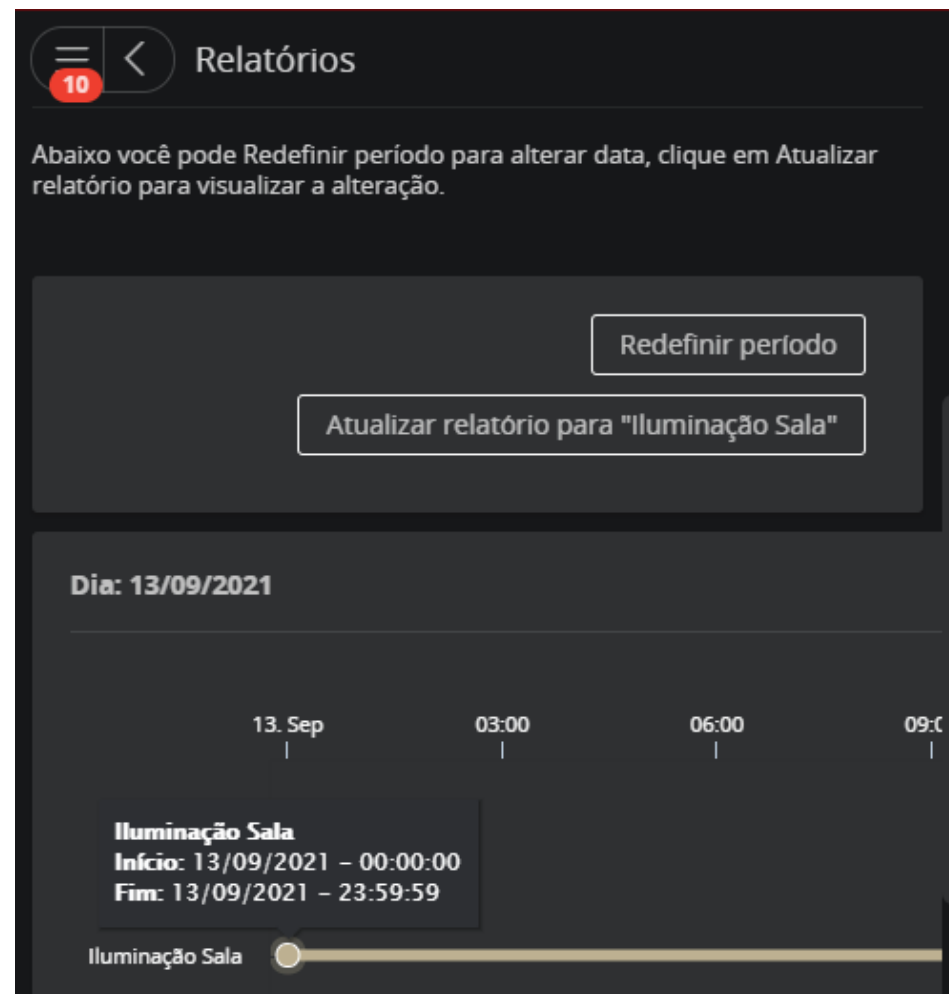 Relatórios
10
Abaixo você pode Redefinir período para alterar data, clique em Atualizar
relatório para visualizar a alteração.
Redefinir período
Atualizar relatório para "Iluminação Sala"
Dia: 13/09/2021
13. Sep 03:00 06:00
Iluminação Sala
Início: 13/09/2021 – 00:00:00
Fim: 13/09/2021 – 23:59:59
Iluminação Sala